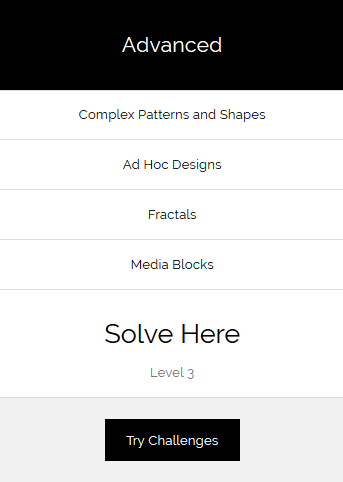 Advanced
Complex Patterns and Shapes
Ad Hoc Designs
Fractals
Media Blocks
Solve Here
Level 3
Try Challenges